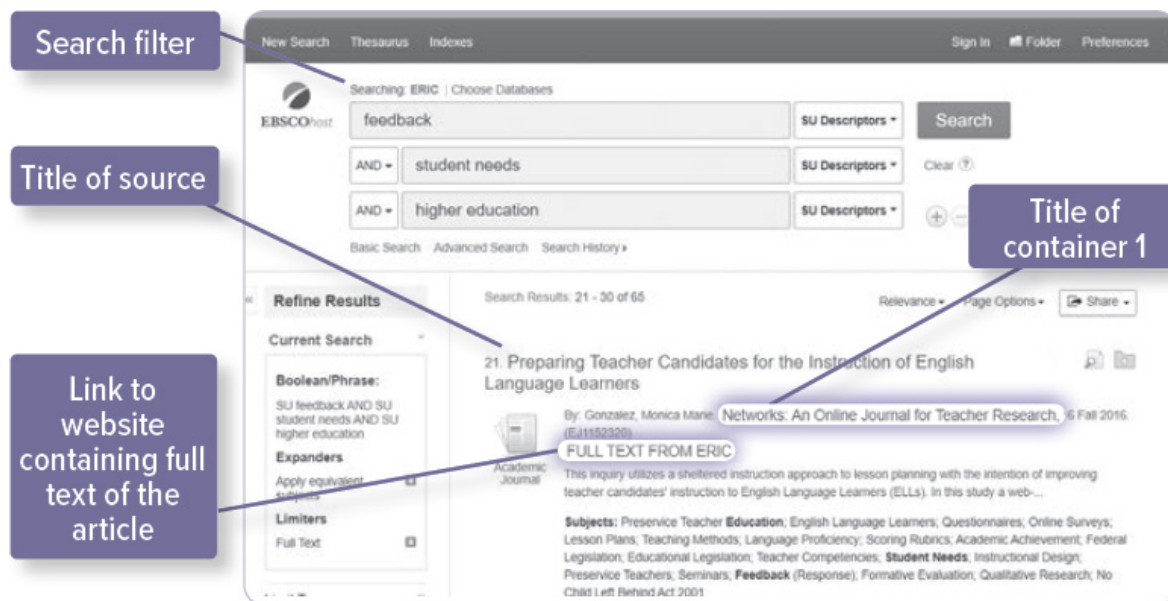 Search filter
Title of source
Link to
website
containing full
text of the
article
Title of
container 1
New Search Thesaurus Indexes
Sign In Folder Preferences
EBSCOhost
Searching: ERIC | Choose Databases
feedback SU Descriptors Search
AND student needs SU Descriptors Clear ?
AND higher education SU Descriptors + −
Basic Search Advanced Search Search History
« Refine Results
Current Search
Boolean/Phrase:
SU feedback AND SU
student needs AND SU
higher education
Expanders
Apply equivalent
subjects
Limiters
Full Text
Search Results: 21 - 30 of 65
Relevance Page Options Share
21. Preparing Teacher Candidates for the Instruction of English
Language Learners
Academic
Journal
By: Gonzalez, Monica Marie. Networks: An Online Journal for Teacher Research, 6 Fall 2016.
(EJ1152320)
FULL TEXT FROM ERIC
This inquiry utilizes a sheltered instruction approach to lesson planning with the intention of improving
teacher candidates' instruction to English Language Learners (ELLs). In this study a web-...
Subjects: Preservice Teacher Education; English Language Learners; Questionnaires; Online Surveys;
Lesson Plans; Teaching Methods; Language Proficiency; Scoring Rubrics; Academic Achievement; Federal
Legislation; Educational Legislation; Teacher Competencies; Student Needs; Instructional Design;
Preservice Teachers; Seminars; Feedback (Response); Formative Evaluation; Qualitative Research; No
Child Left Behind Act 2001